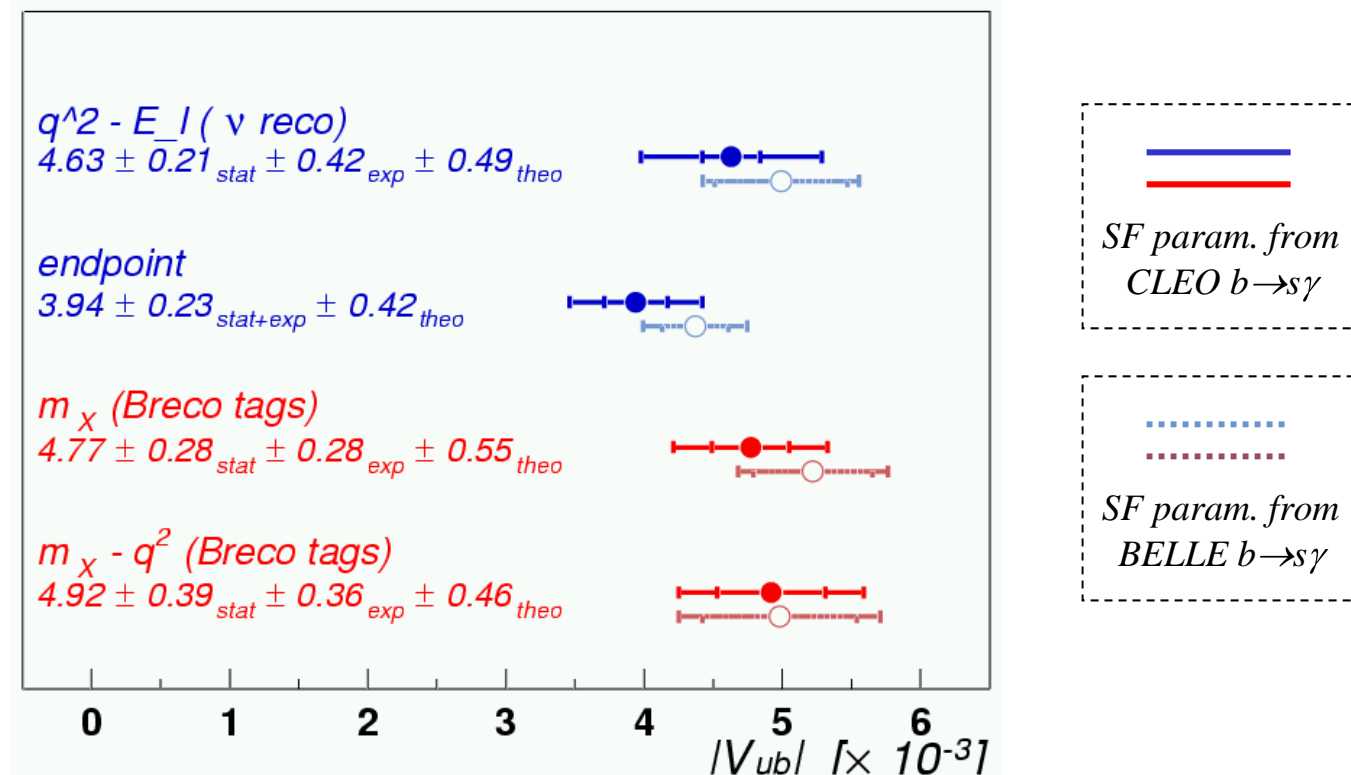 q^2 - E_l ( ν reco)
4.63 ± 0.21 stat ± 0.42 exp ± 0.49 theo
endpoint
3.94 ± 0.23 stat+exp ± 0.42 theo
m X (Breco tags)
4.77 ± 0.28 stat ± 0.28 exp ± 0.55 theo
m X - q² (Breco tags)
4.92 ± 0.39 stat ± 0.36 exp ± 0.46 theo
0 1 2 3 4 5 6
|Vub| [× 10⁻³]
SF param. from
CLEO b→sγ
SF param. from
BELLE b→sγ